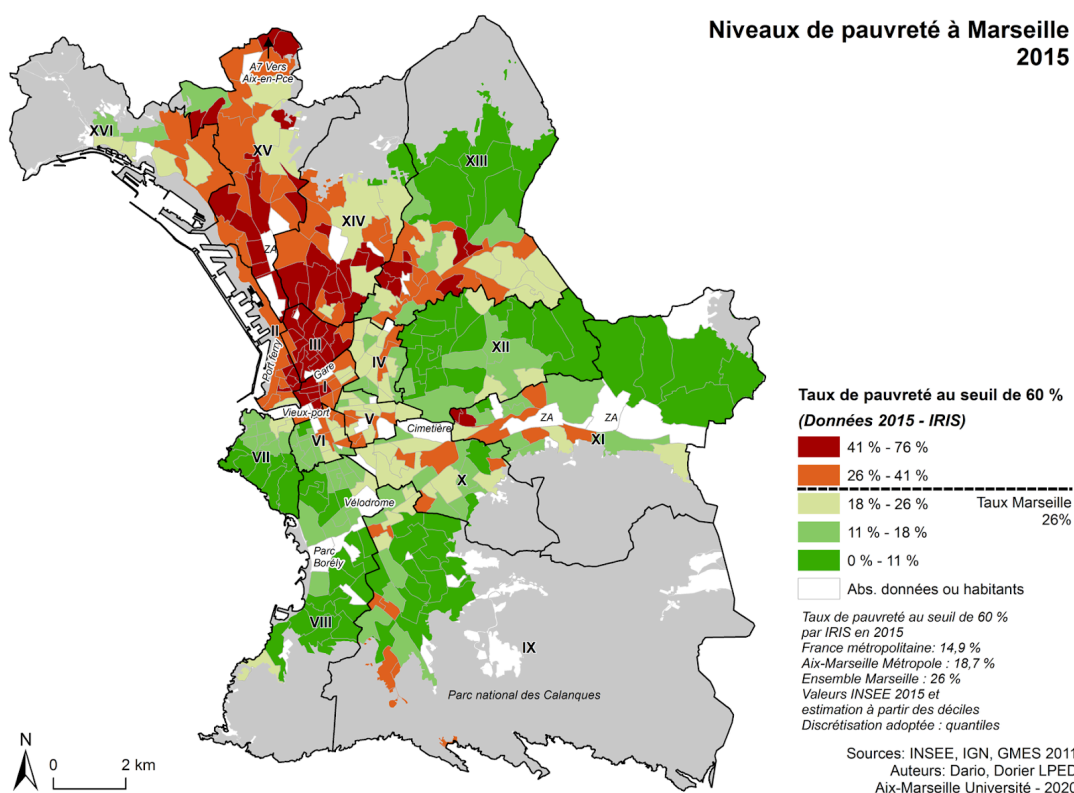 Niveaux de pauvreté à Marseille
2015
A7 Vers
Aix-en-Pce
XVI
XV
XIII
XIV
ZA
II
Port ferry
III
Gare
I
IV
XII
Vieux-port
V
VI
Cimetière
ZA
ZA
XI
VII
X
Vélodrome
Parc
Borély
VIII
IX
Parc national des Calanques
Taux de pauvreté au seuil de 60 %
(Données 2015 - IRIS)
41 % - 76 %
26 % - 41 %
18 % - 26 %
Taux Marseille
26%
11 % - 18 %
0 % - 11 %
Abs. données ou habitants
Taux de pauvreté au seuil de 60 %
par IRIS en 2015
France métropolitaine: 14,9 %
Aix-Marseille Métropole : 18,7 %
Ensemble Marseille : 26 %
Valeurs INSEE 2015 et
estimation à partir des déciles
Discrétisation adoptée : quantiles
Sources: INSEE, IGN, GMES 2011
Auteurs: Dario, Dorier LPED
Aix-Marseille Université - 2020
N
0 2 km